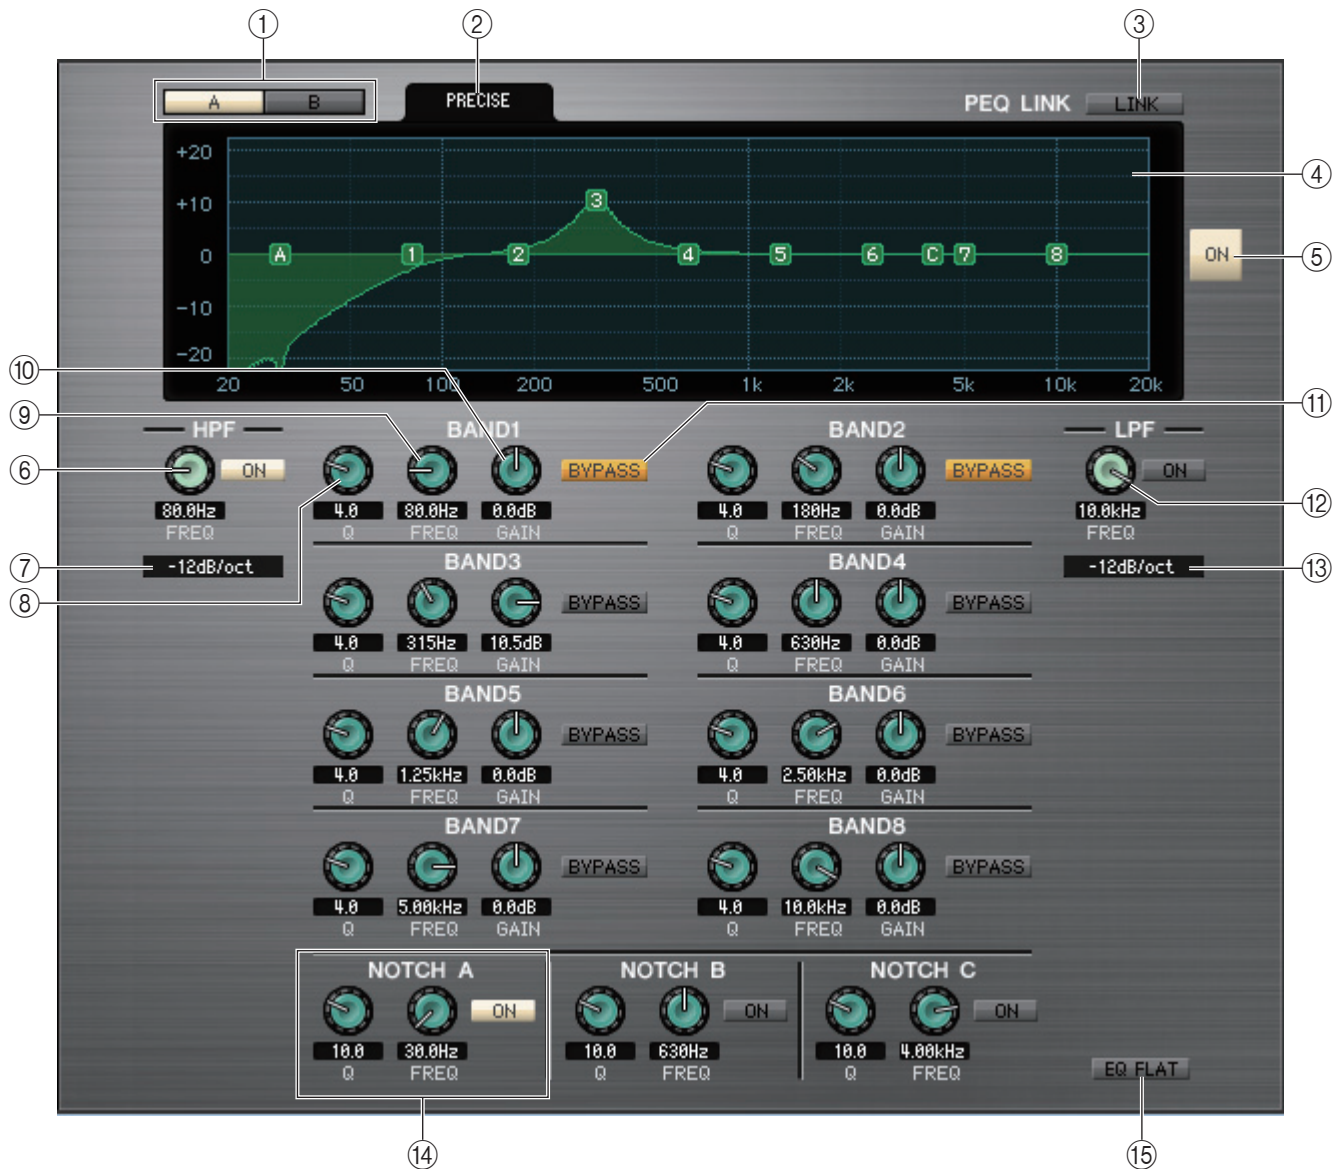 ① ② ③
A B PRECISE PEQ LINK LINK
+20
④
+10
A 1 2 3 4 5 6 C 7 8
0
ON ⑤
-10
-20
20 50 100 200 500 1k 2k 5k 10k 20k
⑩
⑨ ⑪
HPF BAND1 BAND2 LPF
⑥ ON BYPASS BYPASS ON
80.0Hz 4.0 80.0Hz 0.0dB 4.0 180Hz 0.0dB 10.0kHz ⑫
FREQ Q FREQ GAIN Q FREQ GAIN FREQ
⑦ -12dB/oct BAND3 BAND4 -12dB/oct ⑬
⑧
BYPASS BYPASS
4.0 315Hz 10.5dB 4.0 630Hz 0.0dB
Q FREQ GAIN Q FREQ GAIN
BAND5 BAND6
BYPASS BYPASS
4.0 1.25kHz 0.0dB 4.0 2.50kHz 0.0dB
Q FREQ GAIN Q FREQ GAIN
BAND7 BAND8
BYPASS BYPASS
4.0 5.00kHz 0.0dB 4.0 10.0kHz 0.0dB
Q FREQ GAIN Q FREQ GAIN
NOTCH A NOTCH B NOTCH C
ON ON ON
10.0 30.0Hz 10.0 630Hz 10.0 4.00kHz
Q FREQ Q FREQ Q FREQ
EQ FLAT
⑭ ⑮